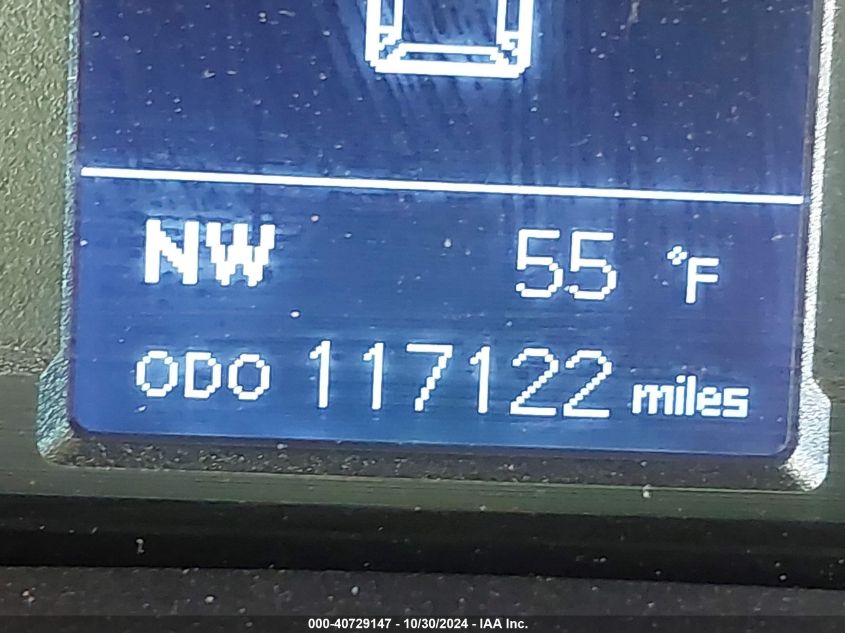 NW 55 °F
ODO 117122 miles
000-40729147 - 10/30/2024 - IAA Inc.